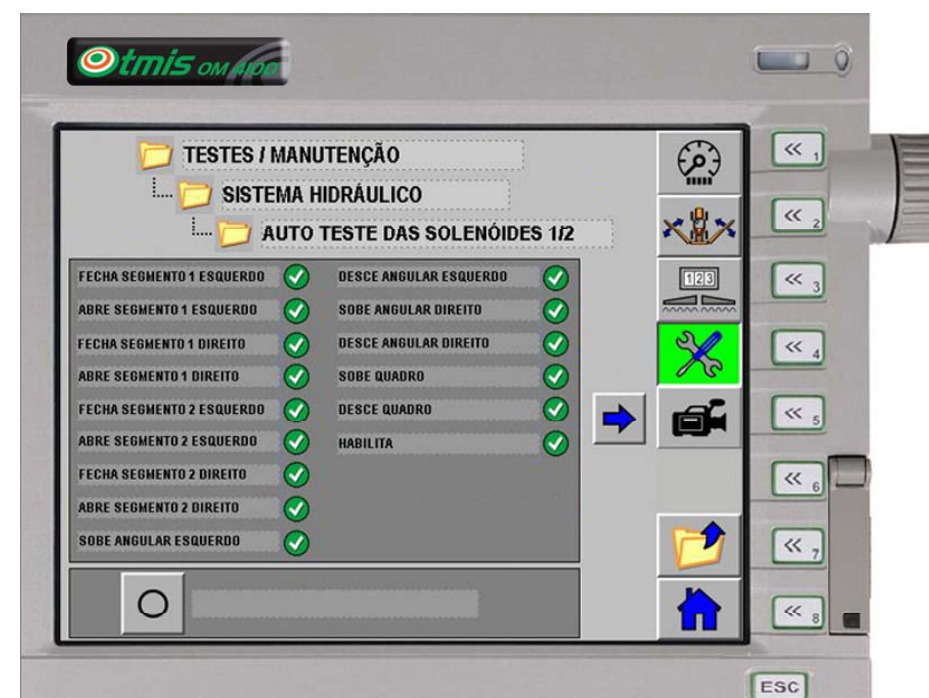 Otmis OM 4100
TESTES / MANUTENÇÃO
SISTEMA HIDRÁULICO
AUTO TESTE DAS SOLENÓIDES 1/2
FECHA SEGMENTO 1 ESQUERDO
ABRE SEGMENTO 1 ESQUERDO
FECHA SEGMENTO 1 DIREITO
ABRE SEGMENTO 1 DIREITO
FECHA SEGMENTO 2 ESQUERDO
ABRE SEGMENTO 2 ESQUERDO
FECHA SEGMENTO 2 DIREITO
ABRE SEGMENTO 2 DIREITO
SOBE ANGULAR ESQUERDO
DESCE ANGULAR ESQUERDO
SOBE ANGULAR DIREITO
DESCE ANGULAR DIREITO
SOBE QUADRO
DESCE QUADRO
HABILITA
123
<< 1
<< 2
<< 3
<< 4
<< 5
<< 6
<< 7
<< 8
ESC